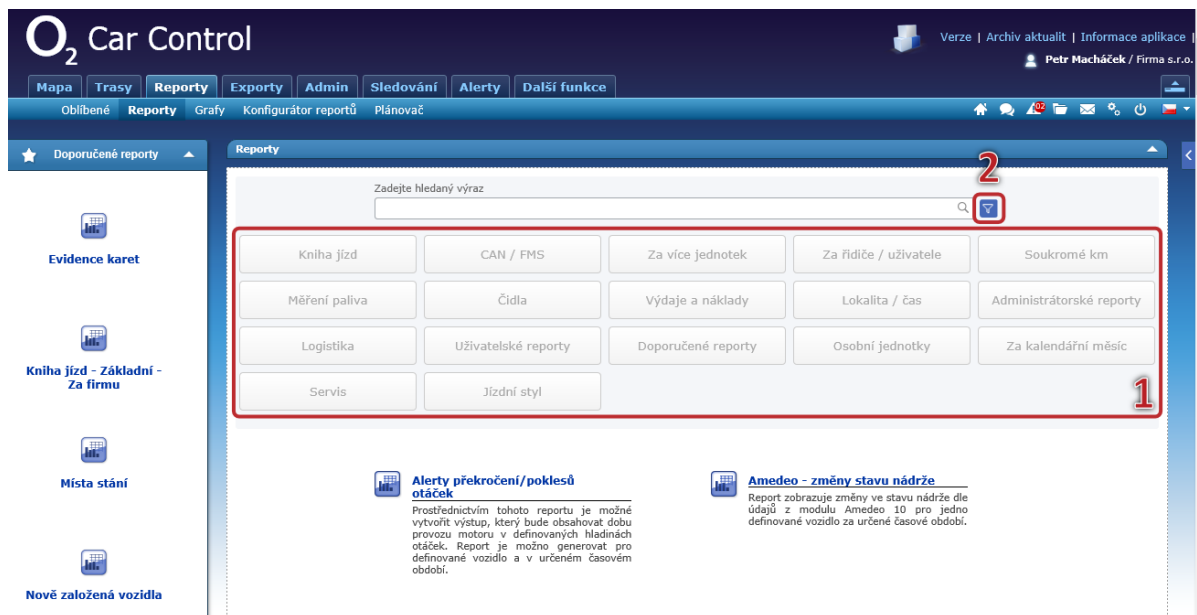 O2 Car Control
Verze | Archiv aktualit | Informace aplikace |
Petr Macháček / Firma s.r.o.
Mapa Trasy Reporty Exporty Admin Sledování Alerty Další funkce
Oblíbené Reporty Grafy Konfigurátor reportů Plánovač
02
Doporučené reporty
Reporty
2
Zadejte hledaný výraz
Kniha jízd CAN / FMS Za více jednotek Za řidiče / uživatele Soukromé km
Měření paliva Čidla Výdaje a náklady Lokalita / čas Administrátorské reporty
Logistika Uživatelské reporty Doporučené reporty Osobní jednotky Za kalendářní měsíc
Servis Jízdní styl
1
Evidence karet
Kniha jízd - Základní -
Za firmu
Místa stání
Nově založená vozidla
Alerty překročení/poklesů
otáček
Prostřednictvím tohoto reportu je možné
vytvořit výstup, který bude obsahovat dobu
provozu motoru v definovaných hladinách
otáček. Report je možno generovat pro
definované vozidlo a v určeném časovém
období.
Amedeo - změny stavu nádrže
Report zobrazuje změny ve stavu nádrže dle
údajů z modulu Amedeo 10 pro jedno
definované vozidlo za určené časové období.